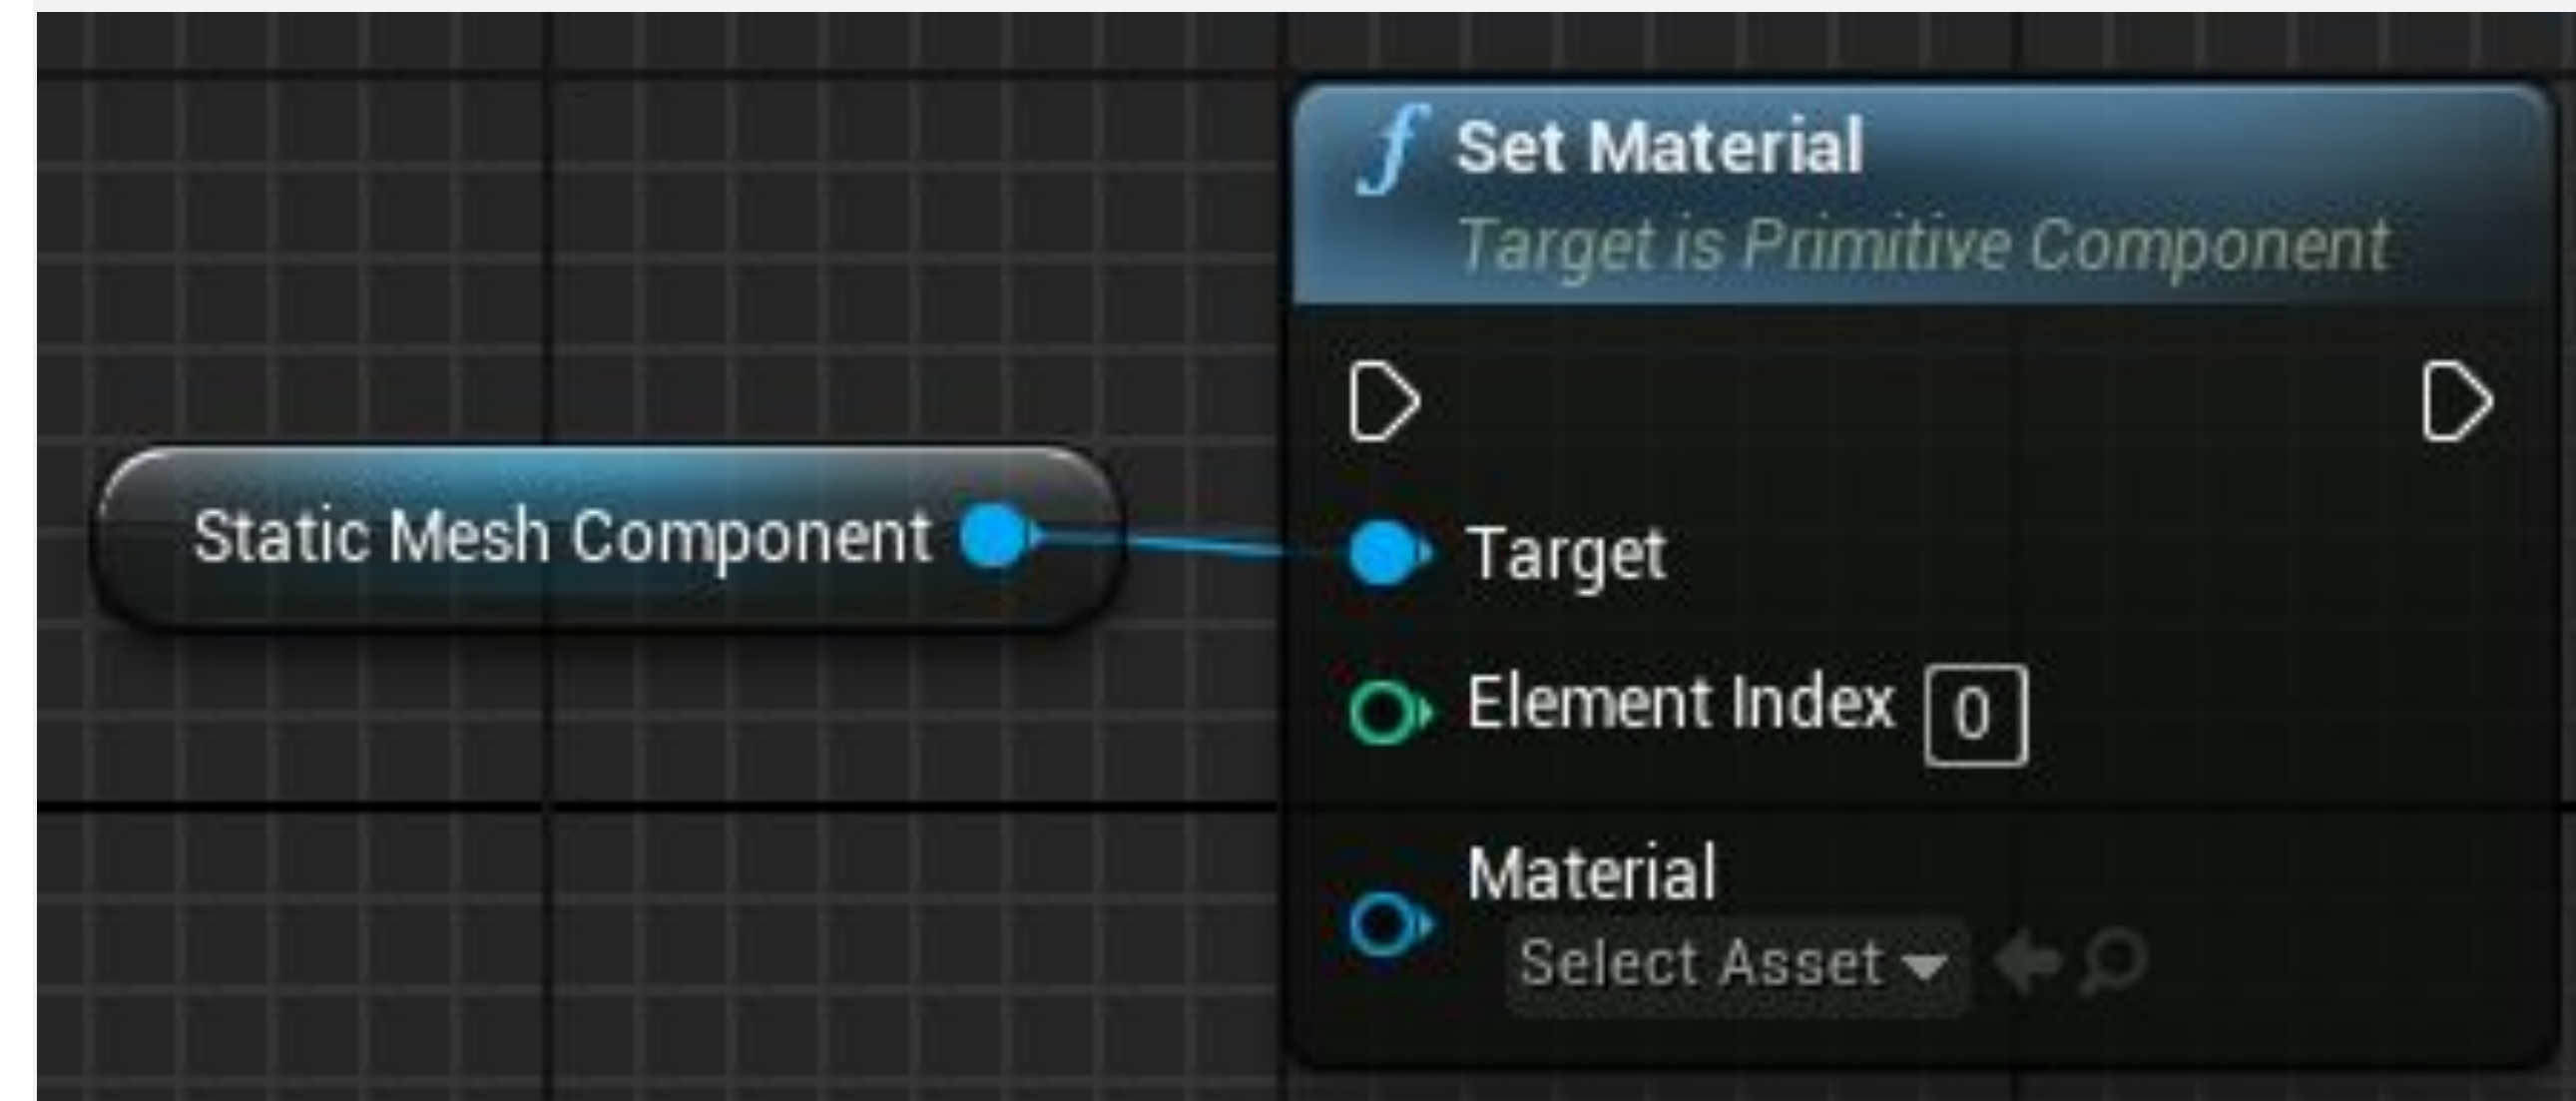 Set Material
Target is Primitive Component
Static Mesh Component
Target
Element Index 0
Material
Select Asset